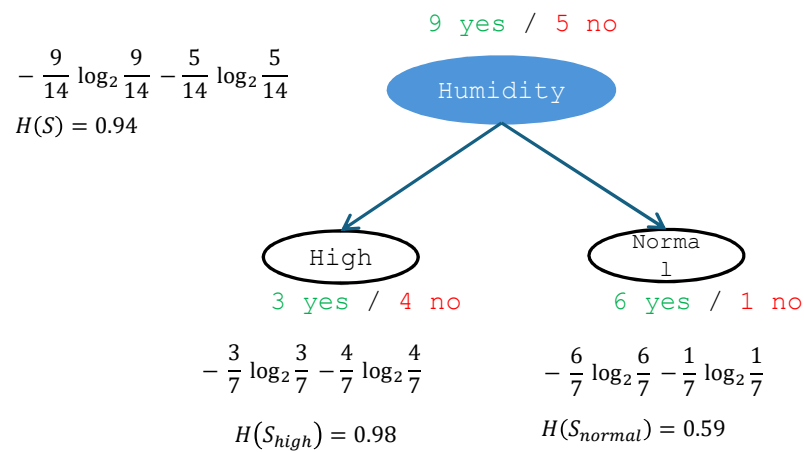 9 yes / 5 no
− 9/14 log₂ 9/14 − 5/14 log₂ 5/14
H(S) = 0.94
Humidity
High
Norma
l
3 yes / 4 no
6 yes / 1 no
− 3/7 log₂ 3/7 − 4/7 log₂ 4/7
− 6/7 log₂ 6/7 − 1/7 log₂ 1/7
H(S_high) = 0.98
H(S_normal) = 0.59